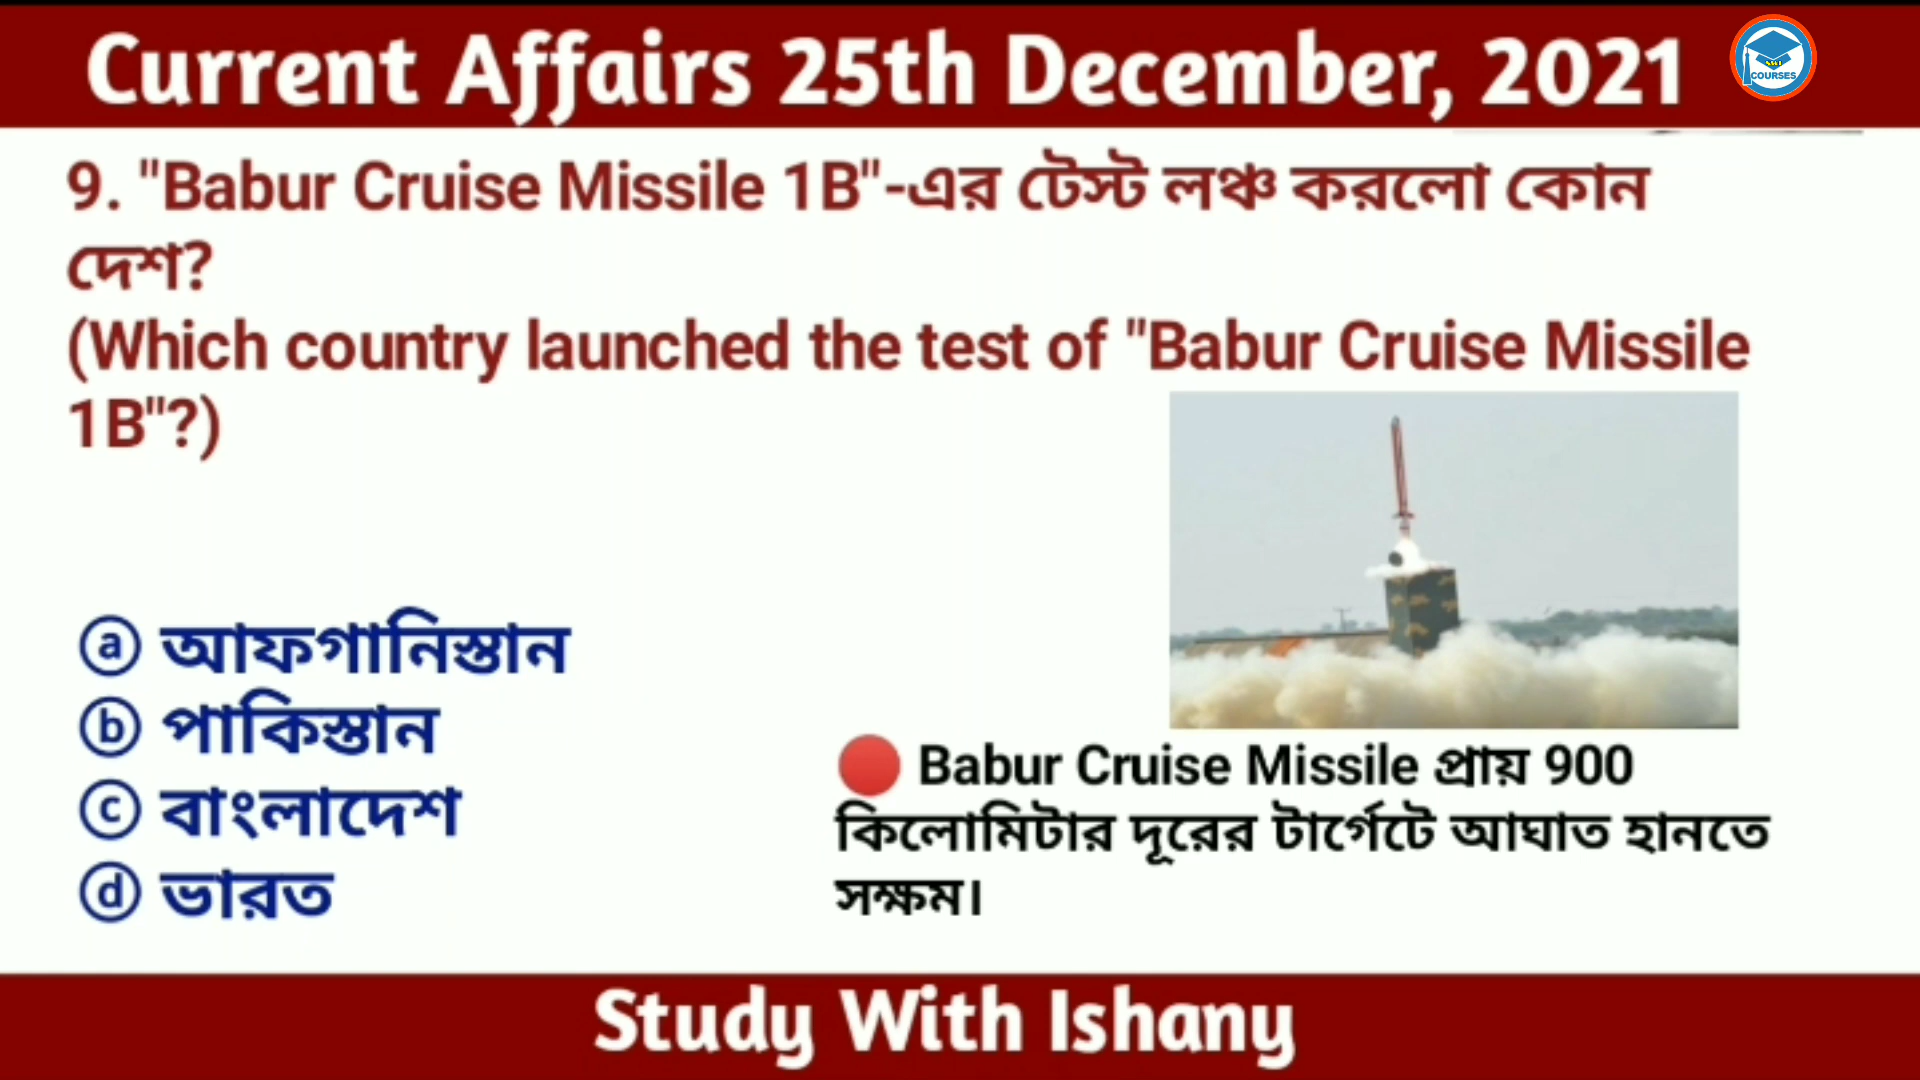 Current Affairs 25th December, 2021
COURSES
9. "Babur Cruise Missile 1B"-এর টেস্ট লঞ্চ করলো কোন
দেশ?
(Which country launched the test of "Babur Cruise Missile
1B"?)
ⓐ আফগানিস্তান
ⓑ পাকিস্তান
ⓒ বাংলাদেশ
ⓓ ভারত
🔴 Babur Cruise Missile প্রায় 900
কিলোমিটার দূরের টার্গেটে আঘাত হানতে
সক্ষম।
Study With Ishany